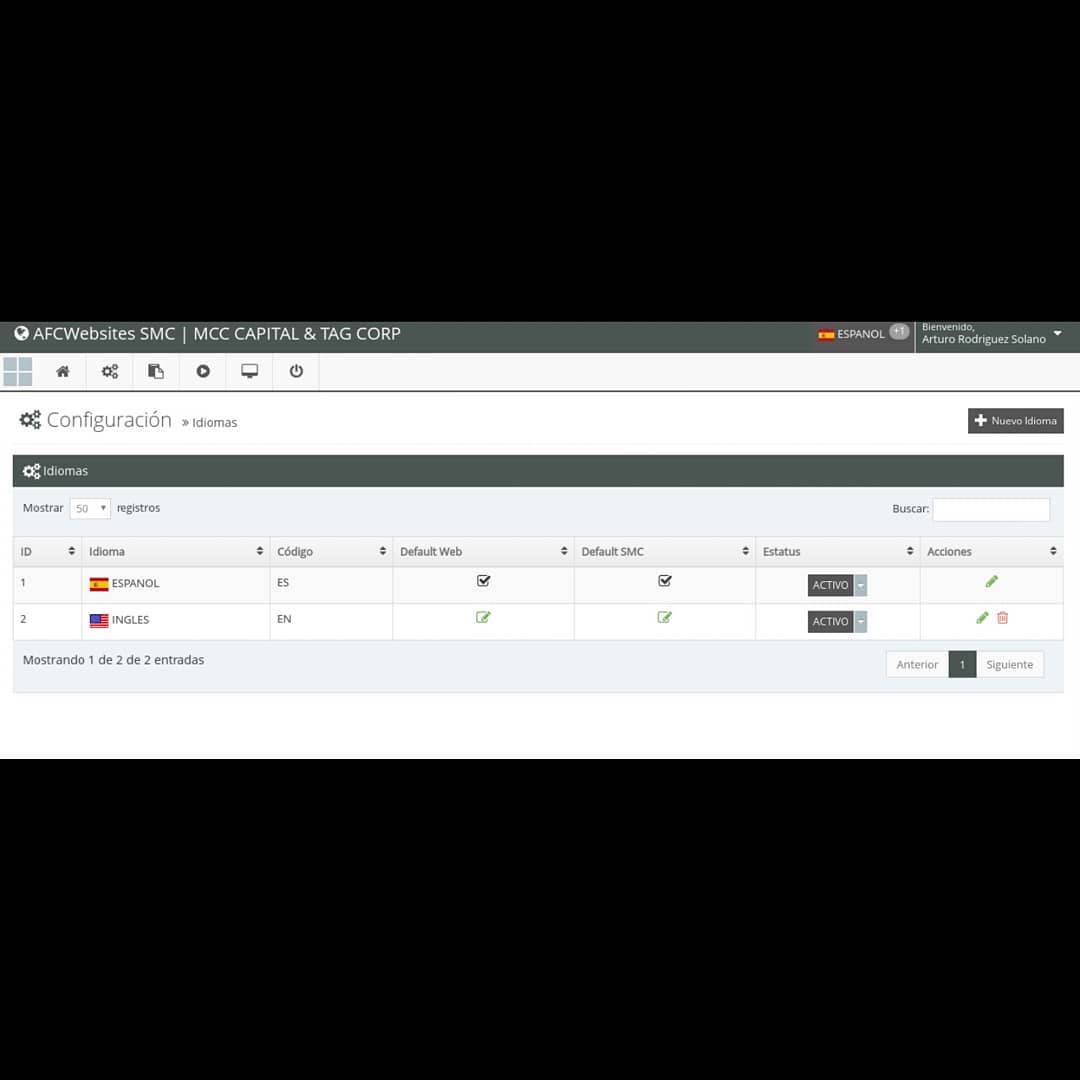 AFCWebsites SMC | MCC CAPITAL & TAG CORP
ESPANOL +1
Bienvenido,
Arturo Rodriguez Solano
Configuración » Idiomas
Nuevo Idioma
Idiomas
Mostrar 50 registros
Buscar:
ID Idioma Código Default Web Default SMC Estatus Acciones
1 ESPANOL ES ACTIVO
2 INGLES EN ACTIVO
Mostrando 1 de 2 de 2 entradas
Anterior 1 Siguiente